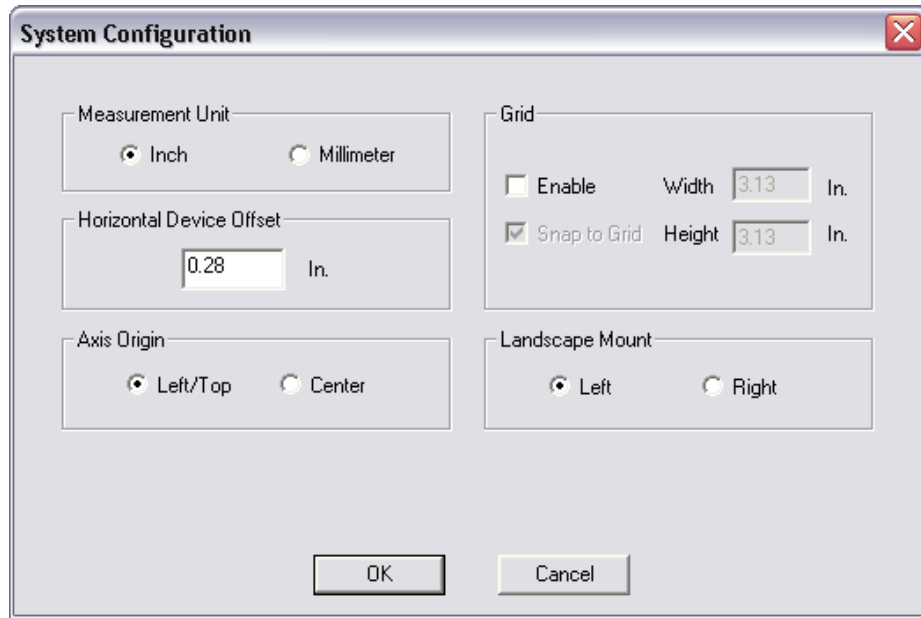 System Configuration
Measurement Unit
Inch Millimeter
Horizontal Device Offset
0.28 In.
Axis Origin
Left/Top Center
Grid
Enable Width 3.13 In.
Snap to Grid Height 3.13 In.
Landscape Mount
Left Right
OK Cancel